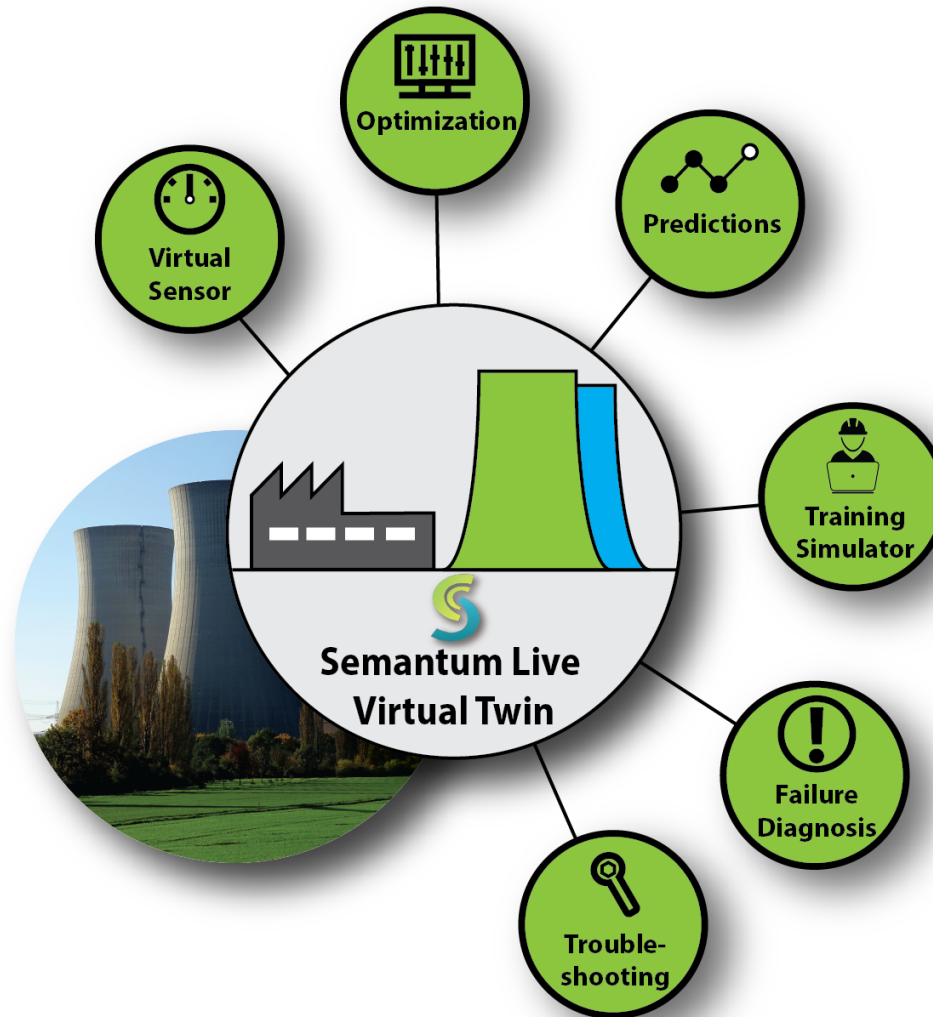 Optimization
Predictions
Virtual
Sensor
Training
Simulator
Semantum Live
Virtual Twin
Failure
Diagnosis
Trouble-
shooting